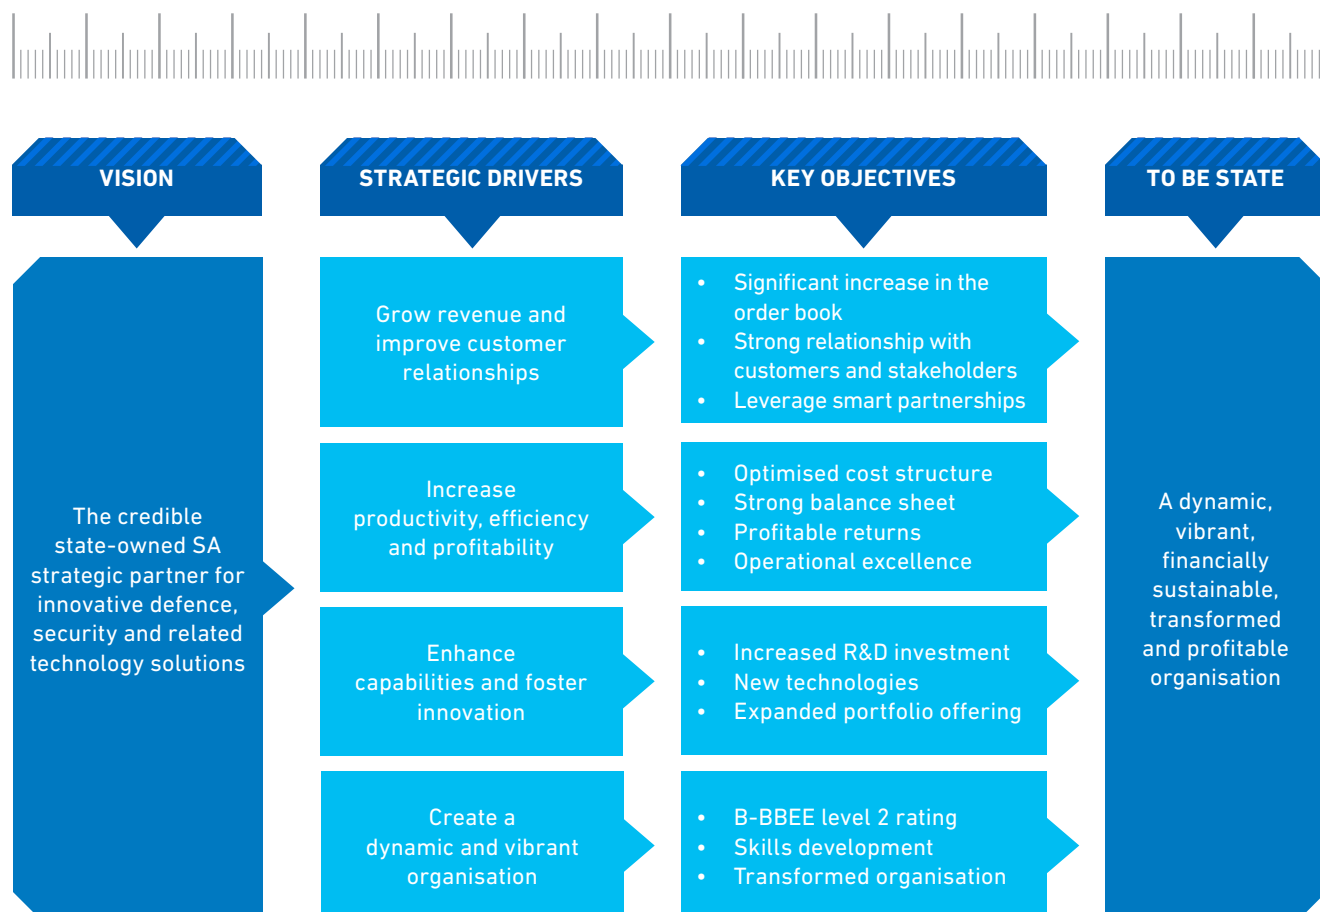 VISION
The credible
state-owned SA
strategic partner for
innovative defence,
security and related
technology solutions
STRATEGIC DRIVERS
Grow revenue and
improve customer
relationships
Increase
productivity, efficiency
and profitability
Enhance
capabilities and foster
innovation
Create a
dynamic and vibrant
organisation
KEY OBJECTIVES
• Significant increase in the
order book
• Strong relationship with
customers and stakeholders
• Leverage smart partnerships
• Optimised cost structure
• Strong balance sheet
• Profitable returns
• Operational excellence
• Increased R&D investment
• New technologies
• Expanded portfolio offering
• B-BBEE level 2 rating
• Skills development
• Transformed organisation
TO BE STATE
A dynamic,
vibrant,
financially
sustainable,
transformed
and profitable
organisation